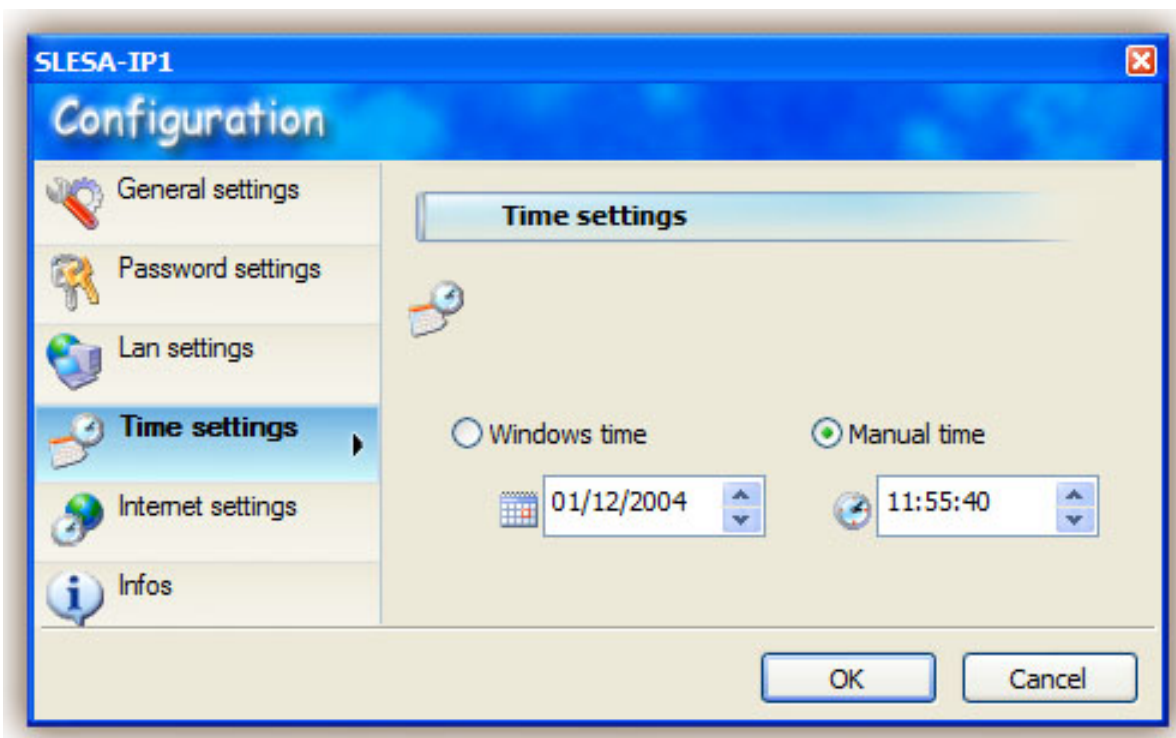 SLESA-IP1
Configuration
General settings
Password settings
Lan settings
Time settings
Internet settings
Infos
Time settings
Windows time
Manual time
01/12/2004
11:55:40
OK
Cancel